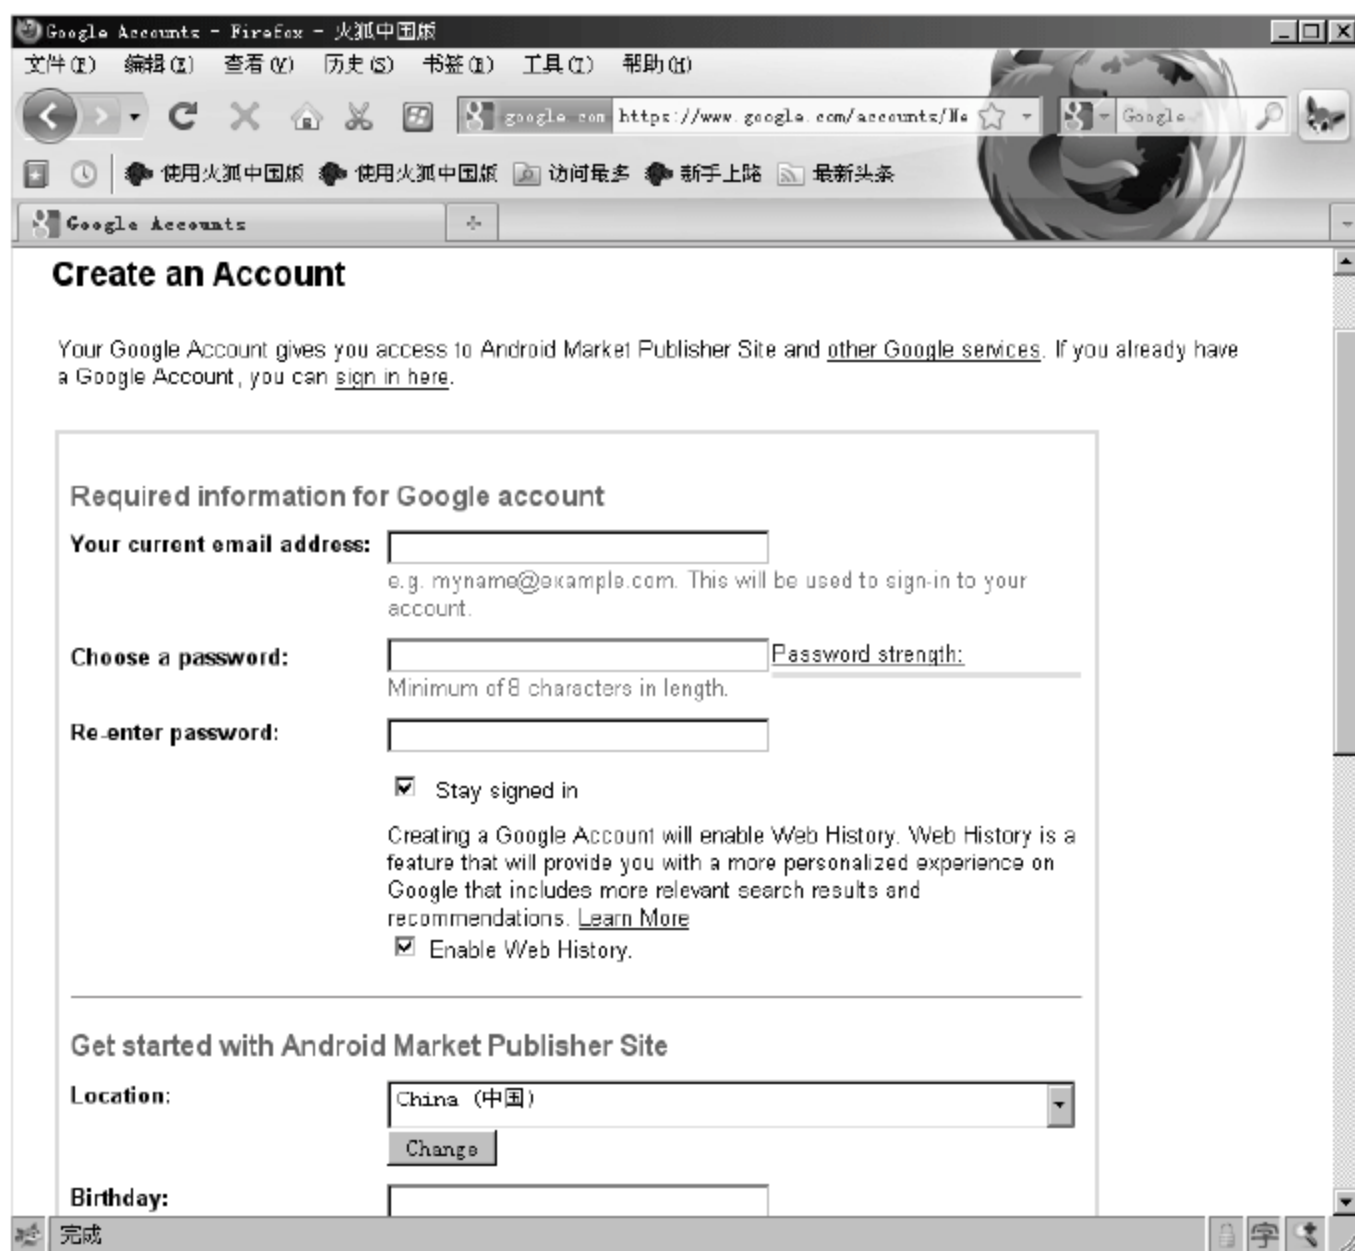 Google Accounts - Firefox - 火狐中国版
文件(F) 编辑(E) 查看(V) 历史(S) 书签(B) 工具(T) 帮助(H)
google.com https://www.google.com/accounts/Ne Google
使用火狐中国版 使用火狐中国版 访问最多 新手上路 最新头条
Google Accounts
Create an Account
Your Google Account gives you access to Android Market Publisher Site and other Google services. If you already have
a Google Account, you can sign in here.
Required information for Google account
Your current email address:
e.g. myname@example.com. This will be used to sign-in to your
account.
Choose a password: Password strength:
Minimum of 8 characters in length.
Re-enter password:
Stay signed in
Creating a Google Account will enable Web History. Web History is a
feature that will provide you with a more personalized experience on
Google that includes more relevant search results and
recommendations. Learn More
Enable Web History.
Get started with Android Market Publisher Site
Location: China (中国)
Change
Birthday:
完成 字